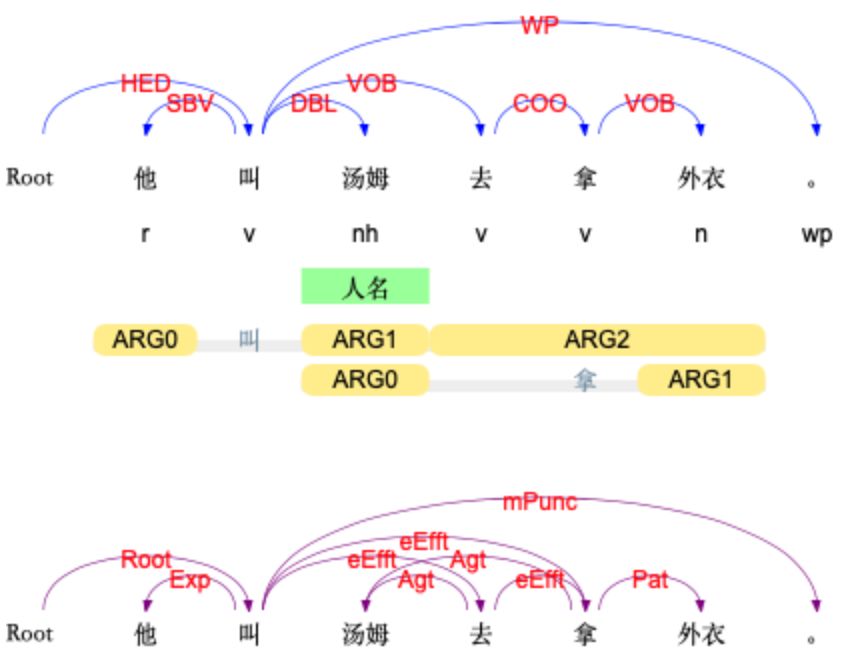 WP
HED VOB
SBV DBL COO VOB
Root 他 叫 汤姆 去 拿 外衣 。
r v nh v v n wp
人名
ARG0 叫 ARG1 ARG2
ARG0 拿 ARG1
mPunc
eEfft
Root eEfft Agt
Exp Agt eEfft Pat
Root 他 叫 汤姆 去 拿 外衣 。